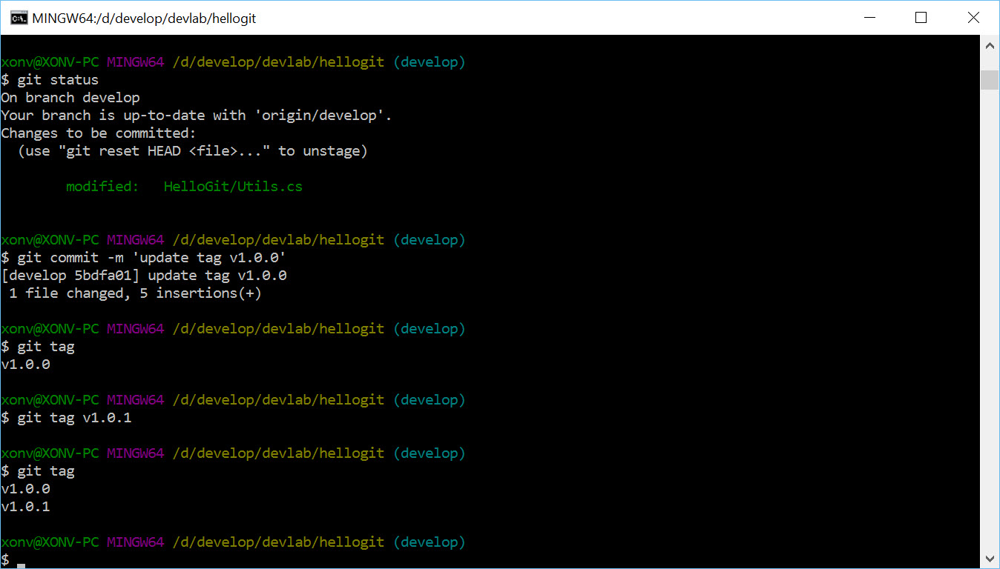 MINGW64:/d/develop/devlab/hellogit
xonv@XONV-PC MINGW64 /d/develop/devlab/hellogit (develop)
$ git status
On branch develop
Your branch is up-to-date with 'origin/develop'.
Changes to be committed:
  (use "git reset HEAD <file>..." to unstage)
        modified:   HelloGit/Utils.cs
xonv@XONV-PC MINGW64 /d/develop/devlab/hellogit (develop)
$ git commit -m 'update tag v1.0.0'
[develop 5bdfa01] update tag v1.0.0
 1 file changed, 5 insertions(+)
xonv@XONV-PC MINGW64 /d/develop/devlab/hellogit (develop)
$ git tag
v1.0.0
xonv@XONV-PC MINGW64 /d/develop/devlab/hellogit (develop)
$ git tag v1.0.1
xonv@XONV-PC MINGW64 /d/develop/devlab/hellogit (develop)
$ git tag
v1.0.0
v1.0.1
xonv@XONV-PC MINGW64 /d/develop/devlab/hellogit (develop)
$